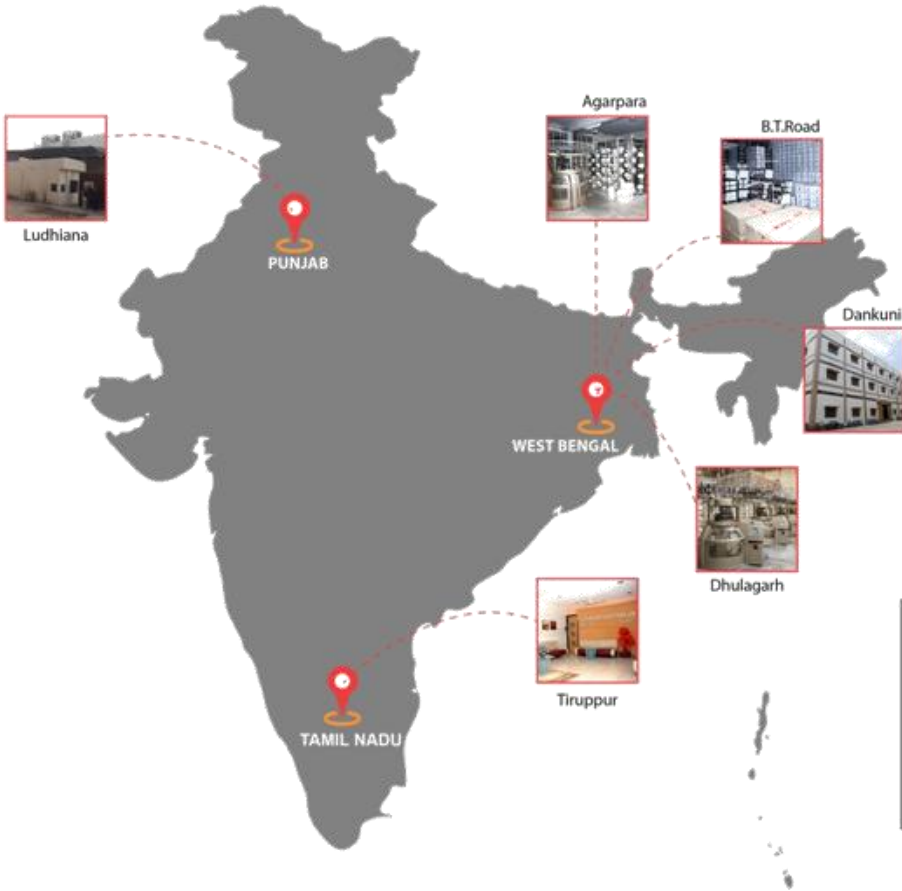 Agarpara
B.T.Road
Ludhiana
PUNJAB
Dankuni
WEST BENGAL
Dhulagarh
Tiruppur
TAMIL NADU